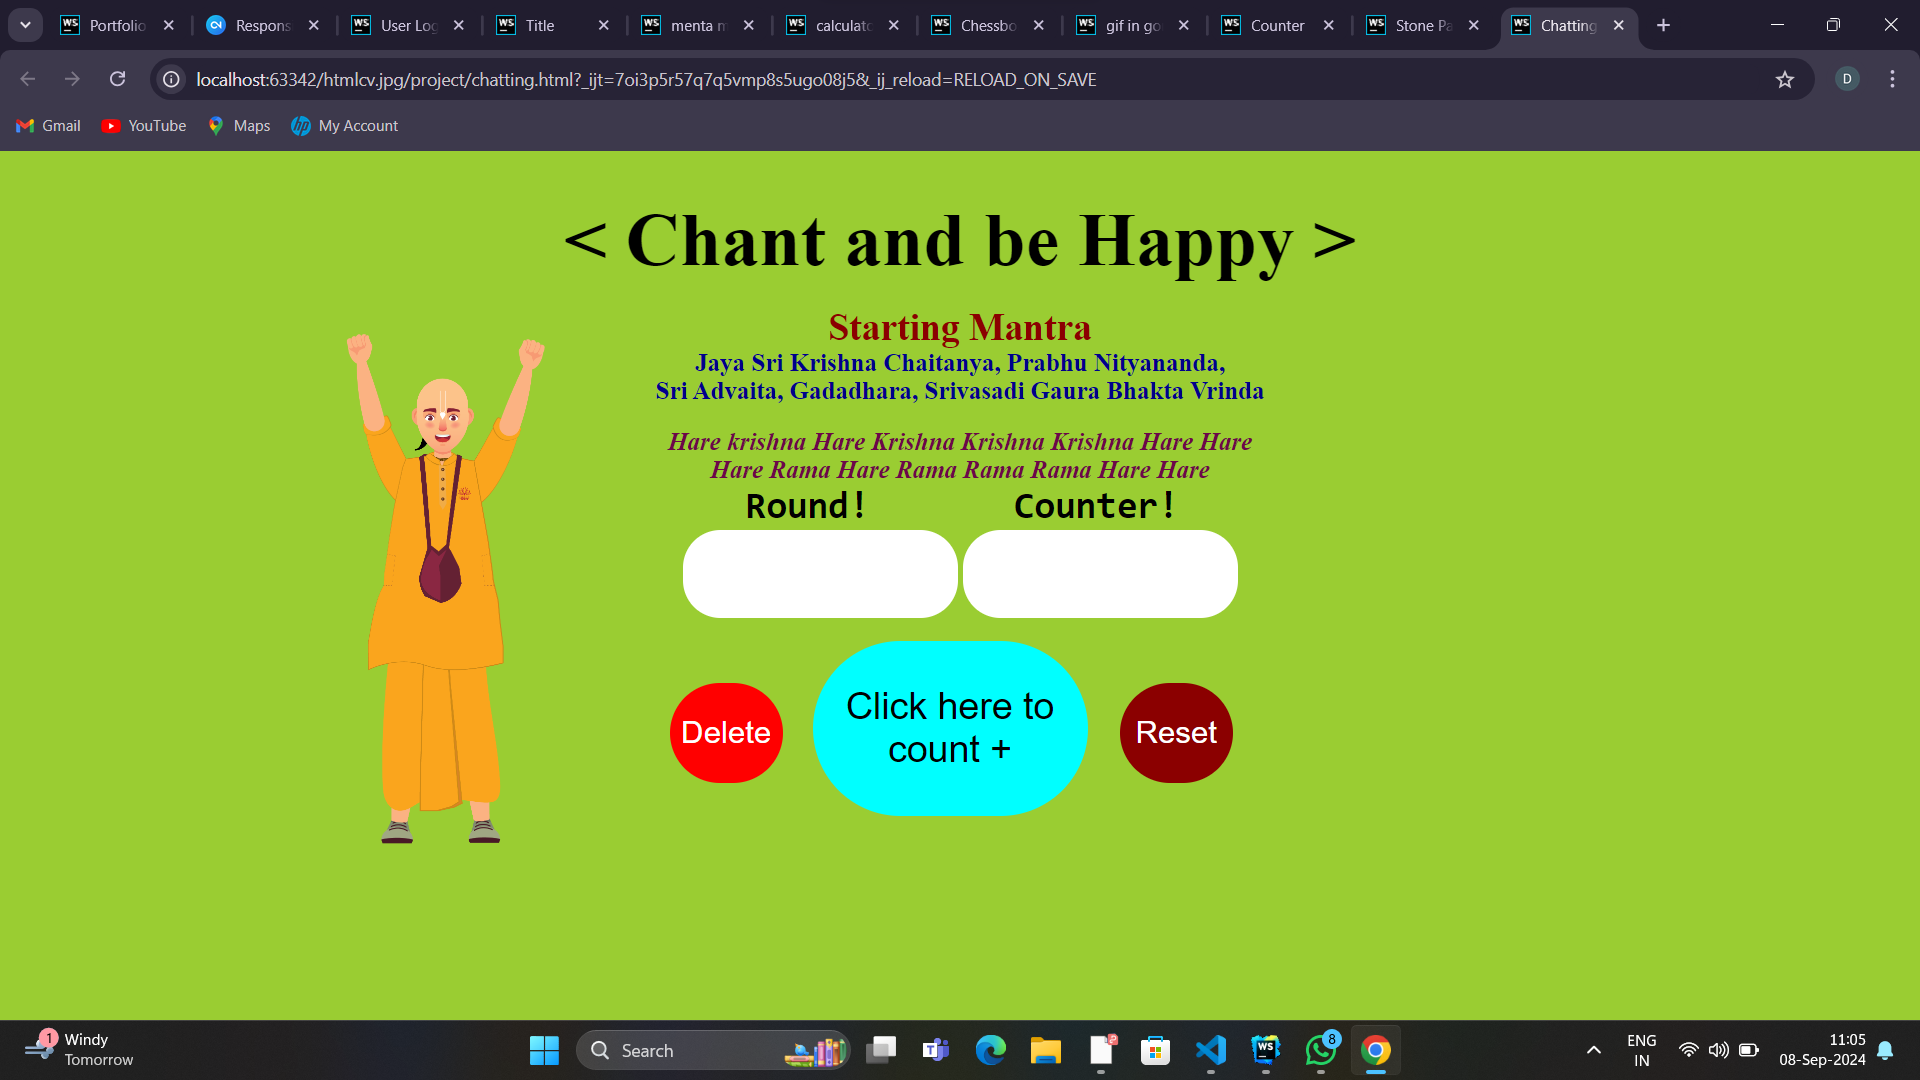 Portfolio
Respons
User Log
Title
menta m
calculato
Chessbo
gif in goo
Counter
Stone Pa
Chatting
localhost:63342/htmlcv.jpg/project/chatting.html?_ijt=7oi3p5r57q7q5vmp8s5ugo08j5&_ij_reload=RELOAD_ON_SAVE
D
Gmail
YouTube
Maps
My Account
< Chant and be Happy >
Starting Mantra
Jaya Sri Krishna Chaitanya, Prabhu Nityananda,
Sri Advaita, Gadadhara, Srivasadi Gaura Bhakta Vrinda
Hare krishna Hare Krishna Krishna Krishna Hare Hare
Hare Rama Hare Rama Rama Rama Hare Hare
Round! Counter!
Delete
Click here to
count +
Reset
1
Windy
Tomorrow
Search
8
ENG
IN
11:05
08-Sep-2024